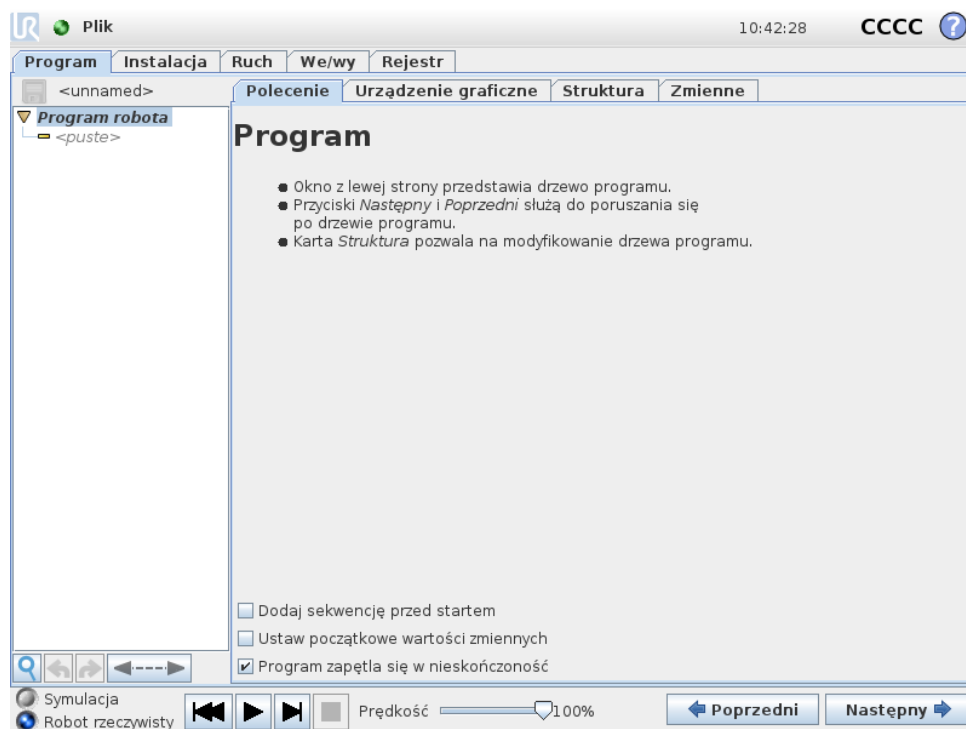 UR Plik 10:42:28 CCCC ?
Program Instalacja Ruch We/wy Rejestr
<unnamed> Polecenie Urządzenie graficzne Struktura Zmienne
Program robota
<puste>
Program
Okno z lewej strony przedstawia drzewo programu.
Przyciski Następny i Poprzedni służą do poruszania się
po drzewie programu.
Karta Struktura pozwala na modyfikowanie drzewa programu.
Dodaj sekwencję przed startem
Ustaw początkowe wartości zmiennych
Program zapętla się w nieskończoność
Symulacja
Robot rzeczywisty
Prędkość 100% Poprzedni Następny